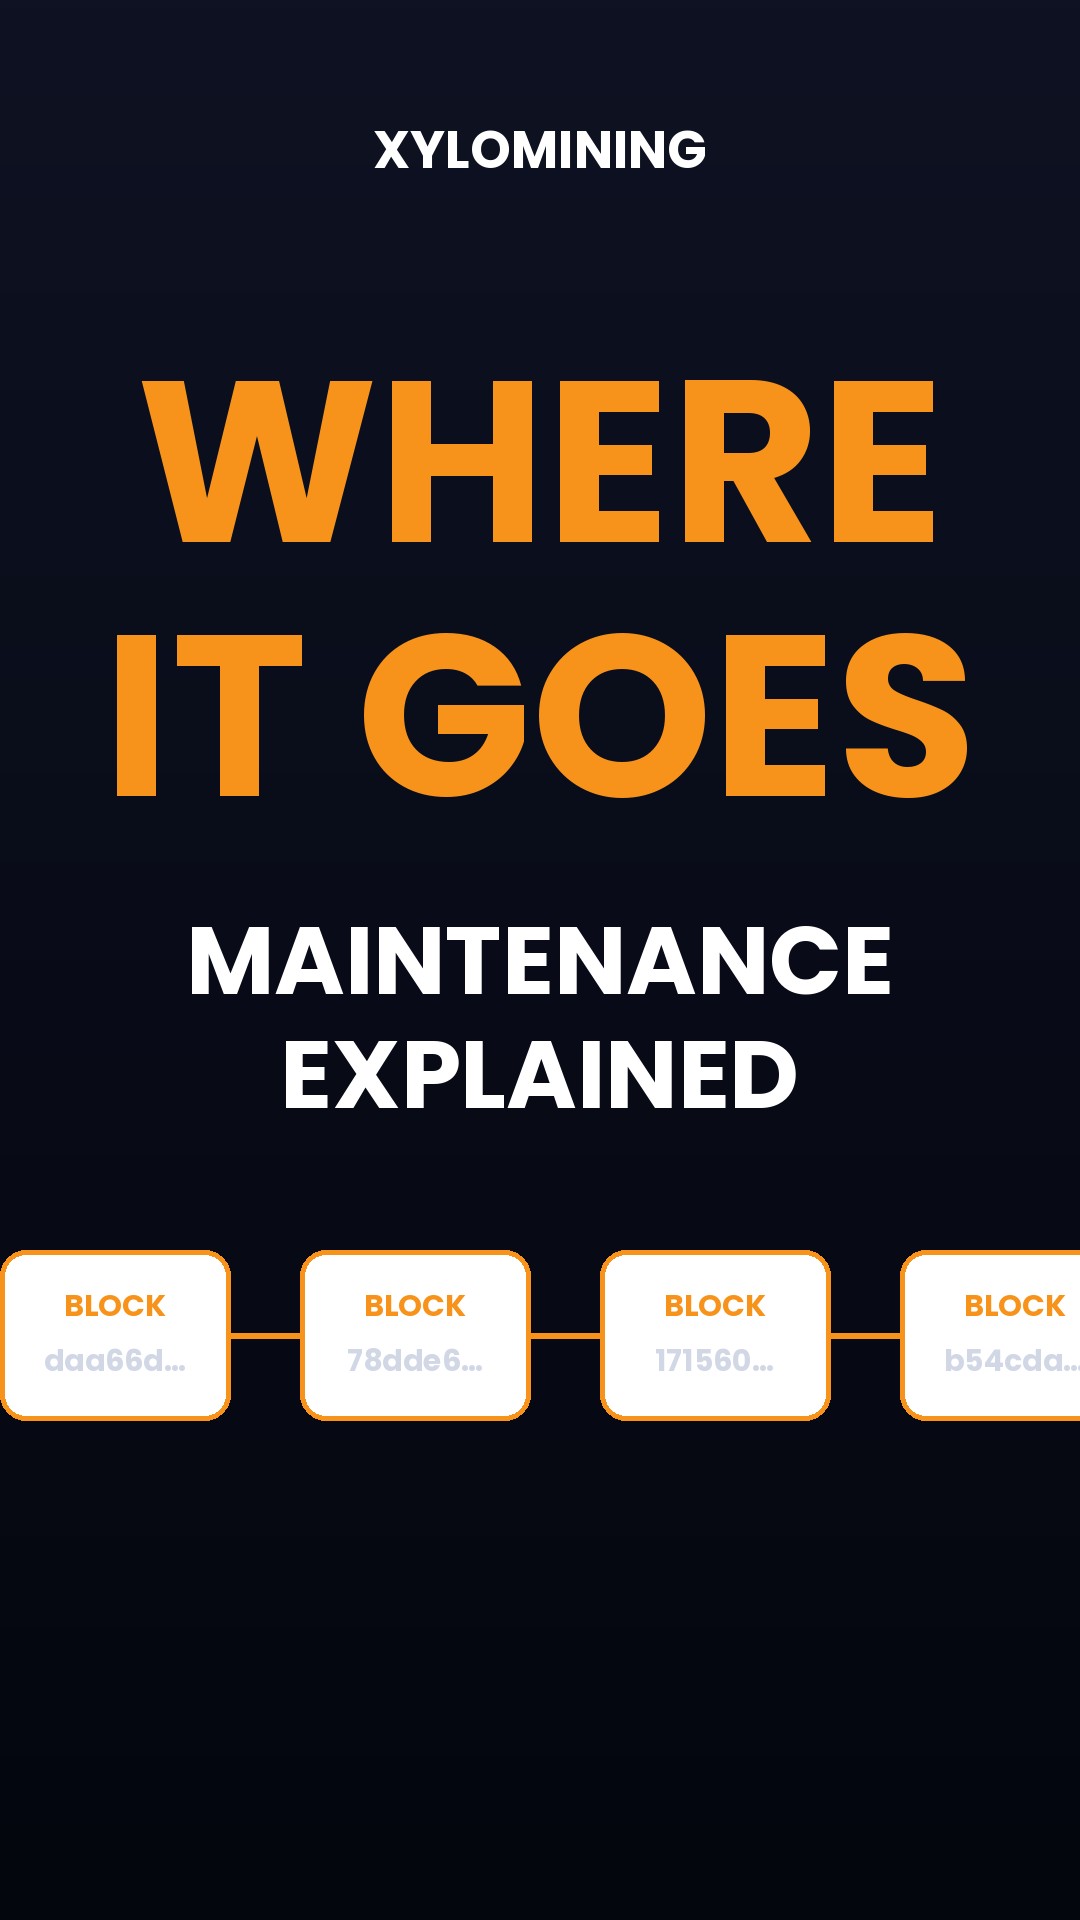 XYLOMINING
WHERE
IT GOES
MAINTENANCE
EXPLAINED
BLOCK BLOCK BLOCK BLOCK
daa66d... 78dde6... 171560... b54cda...